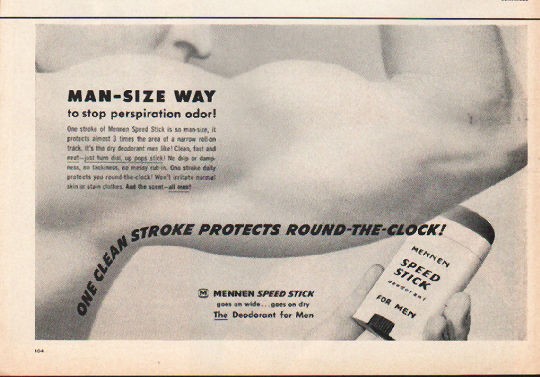 MAN-SIZE WAY
to stop perspiration odor!
One stroke of Mennen Speed Stick is so man-size, it
protects almost 3 times the area of a narrow roll-on
track. It's the dry deodorant men like! Clean, fast and
neat—just turn dial, up pops stick! No drip or damp-
ness, no tackiness, no messy rub-in. One stroke daily
protects you round-the-clock! Won't irritate normal
skin or stain clothes. And the scent—all man!
ONE CLEAN STROKE PROTECTS ROUND-THE-CLOCK!
MENNEN
SPEED
STICK
deodorant
FOR MEN
M MENNEN SPEED STICK
goes on wide...goes on dry
The Deodorant for Men
104